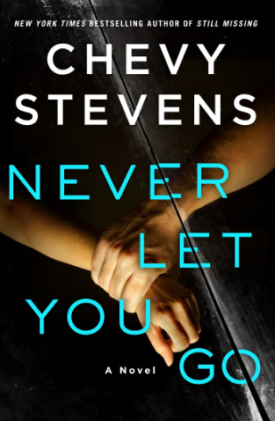 NEW YORK TIMES BESTSELLING AUTHOR OF STILL MISSING
CHEVY
STEVENS
NEVER
LET
YOU
GO
A Novel